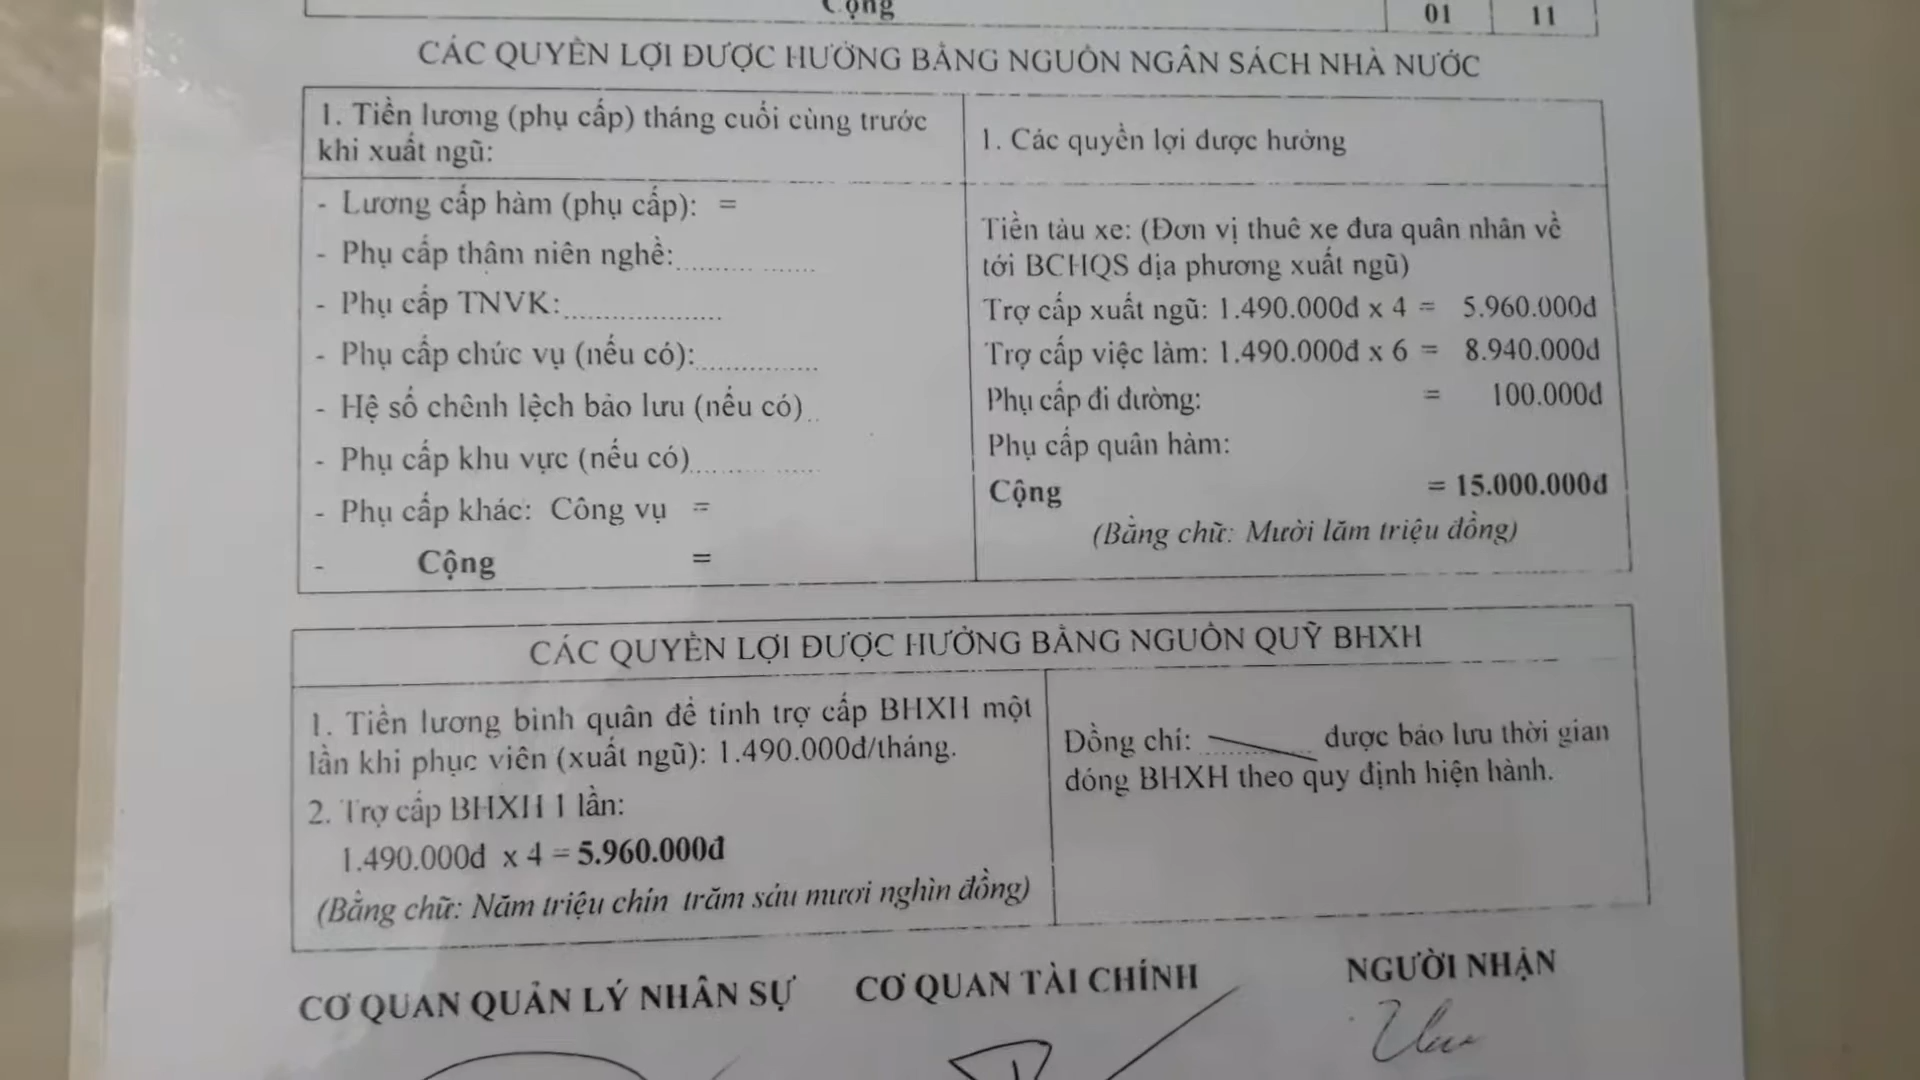 Cộng 01 11
CÁC QUYỀN LỢI ĐƯỢC HƯỞNG BẰNG NGUỒN NGÂN SÁCH NHÀ NƯỚC
1. Tiền lương (phụ cấp) tháng cuối cùng trước
khi xuất ngũ:
- Lương cấp hàm (phụ cấp): =
- Phụ cấp thâm niên nghề:
- Phụ cấp TNVK:
- Phụ cấp chức vụ (nếu có):
- Hệ số chênh lệch bảo lưu (nếu có)
- Phụ cấp khu vực (nếu có)
- Phụ cấp khác: Công vụ =
- Cộng =
1. Các quyền lợi được hưởng
Tiền tàu xe: (Đơn vị thuê xe đưa quân nhân về
tới BCHQS địa phương xuất ngũ)
Trợ cấp xuất ngũ: 1.490.000đ x 4 = 5.960.000đ
Trợ cấp việc làm: 1.490.000đ x 6 = 8.940.000đ
Phụ cấp đi đường: = 100.000đ
Phụ cấp quân hàm:
Cộng = 15.000.000đ
(Bằng chữ: Mười lăm triệu đồng)
CÁC QUYỀN LỢI ĐƯỢC HƯỞNG BẰNG NGUỒN QUỸ BHXH
1. Tiền lương bình quân để tính trợ cấp BHXH một
lần khi phục viên (xuất ngũ): 1.490.000đ/tháng.
2. Trợ cấp BHXH 1 lần:
1.490.000đ x 4 = 5.960.000đ
(Bằng chữ: Năm triệu chín trăm sáu mươi nghìn đồng)
Đồng chí: được bảo lưu thời gian
đóng BHXH theo quy định hiện hành.
CƠ QUAN QUẢN LÝ NHÂN SỰ CƠ QUAN TÀI CHÍNH NGƯỜI NHẬN